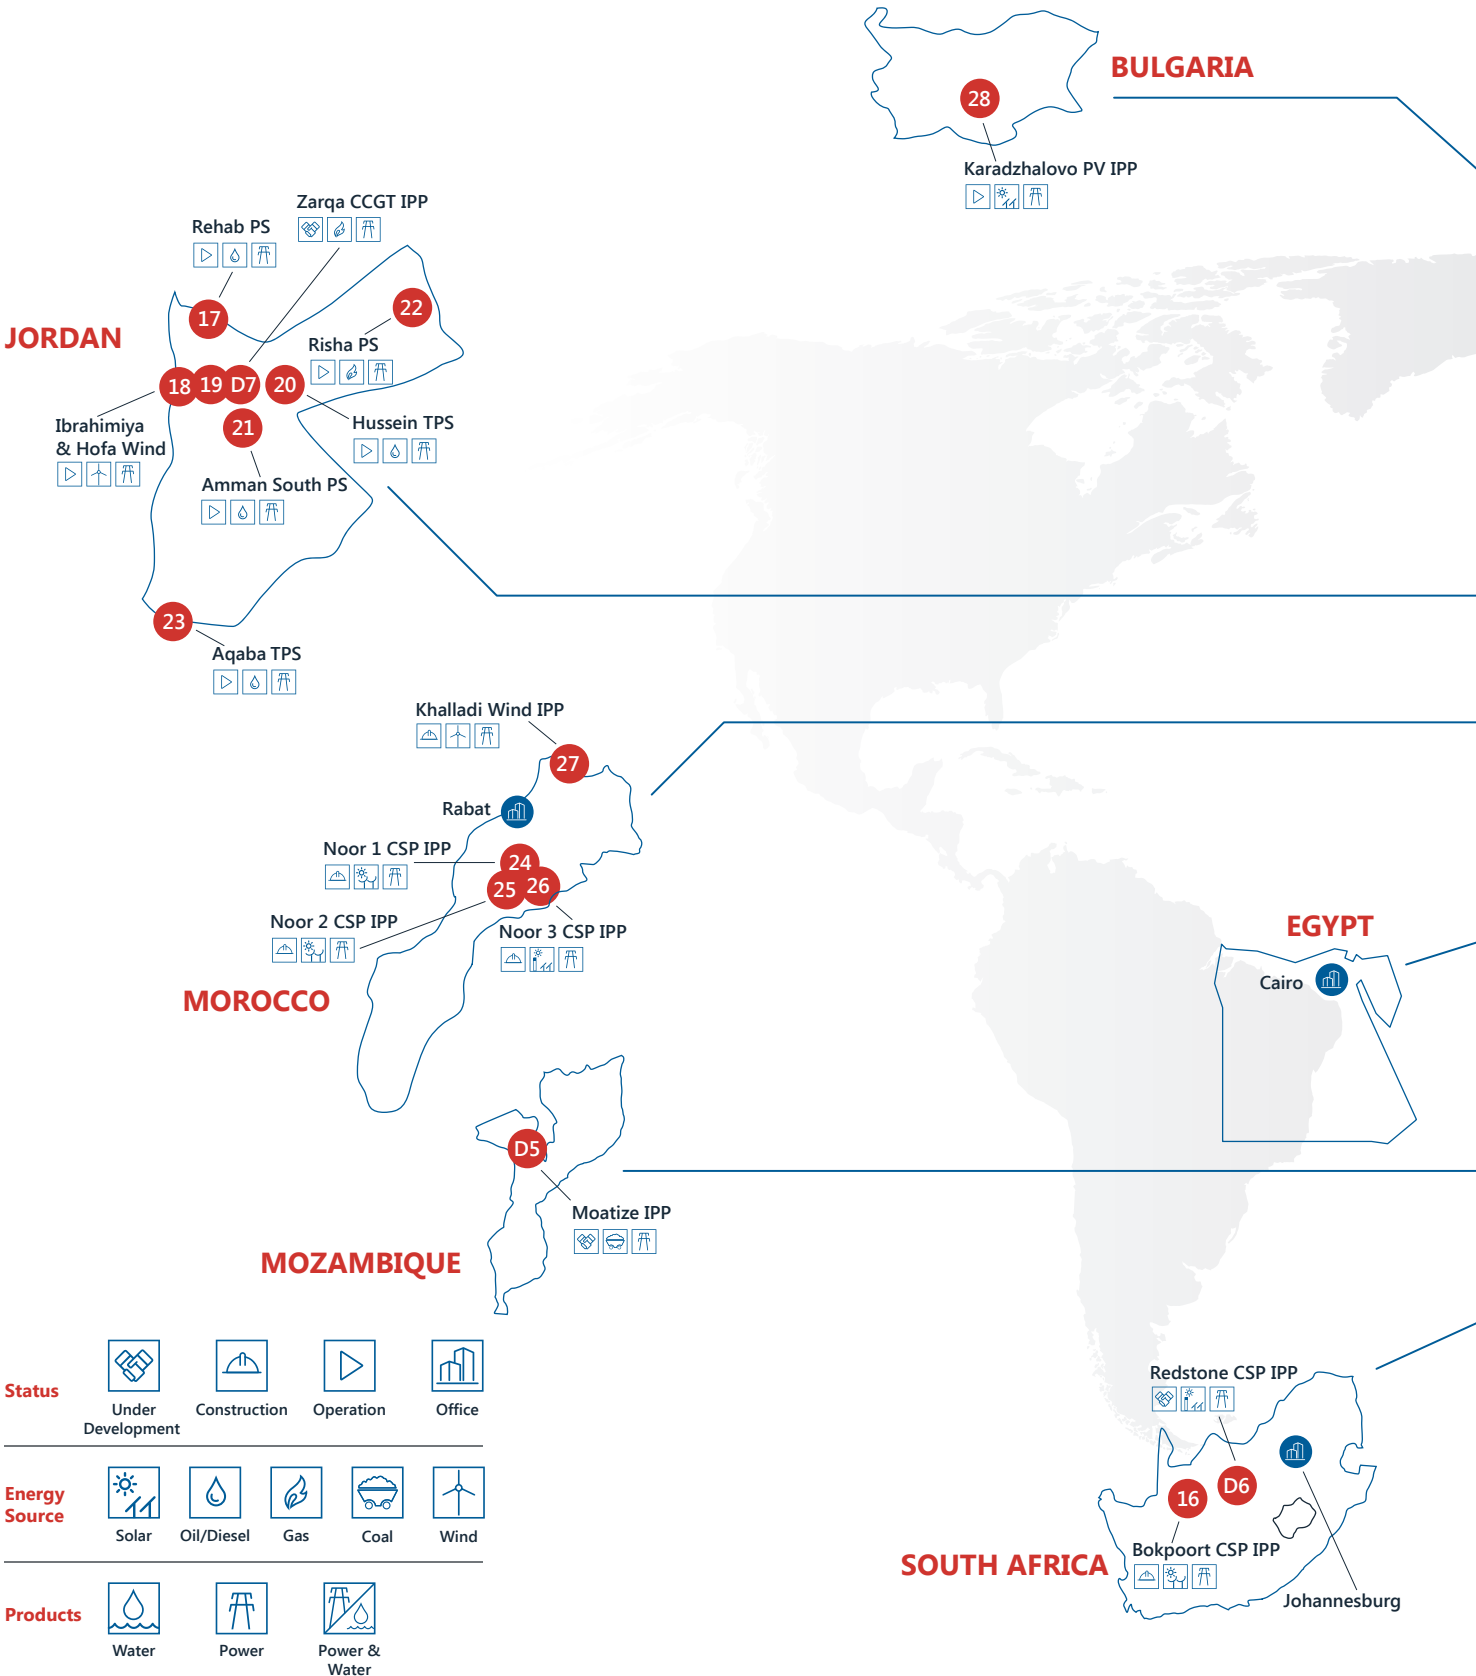 BULGARIA
28
Karadzhalovo PV IPP
Zarqa CCGT IPP
Rehab PS
17
22
JORDAN
Risha PS
18
19
D7
20
Ibrahimiya
& Hofa Wind
21
Hussein TPS
Amman South PS
23
Aqaba TPS
Khalladi Wind IPP
27
Rabat
Noor 1 CSP IPP
24
25
26
Noor 2 CSP IPP
Noor 3 CSP IPP
MOROCCO
EGYPT
Cairo
D5
Moatize IPP
MOZAMBIQUE
Redstone CSP IPP
D6
16
Bokpoort CSP IPP
SOUTH AFRICA
Johannesburg
Status
Under
Development
Construction
Operation
Office
Energy
Source
Solar
Oil/Diesel
Gas
Coal
Wind
Products
Water
Power
Power &
Water